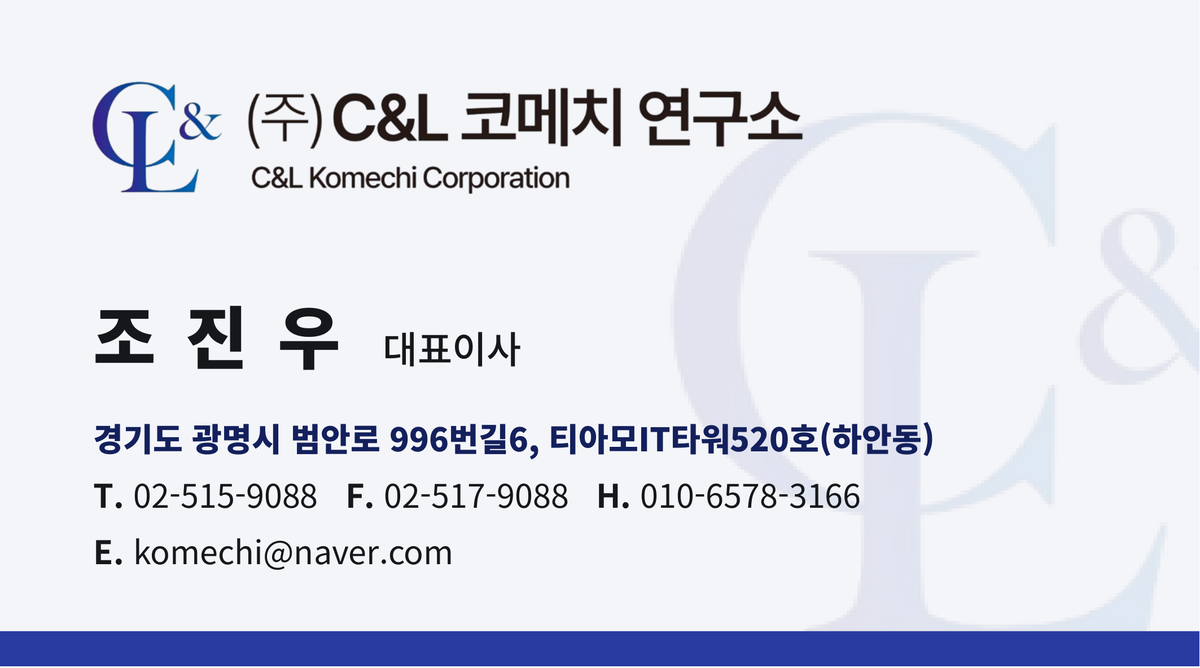 CL& (주)C&L 코메치 연구소
C&L Komechi Corporation
조 진 우 대표이사
경기도 광명시 범안로 996번길6, 티아모IT타워520호(하안동)
T. 02-515-9088 F. 02-517-9088 H. 010-6578-3166
E. komechi@naver.com
CL&